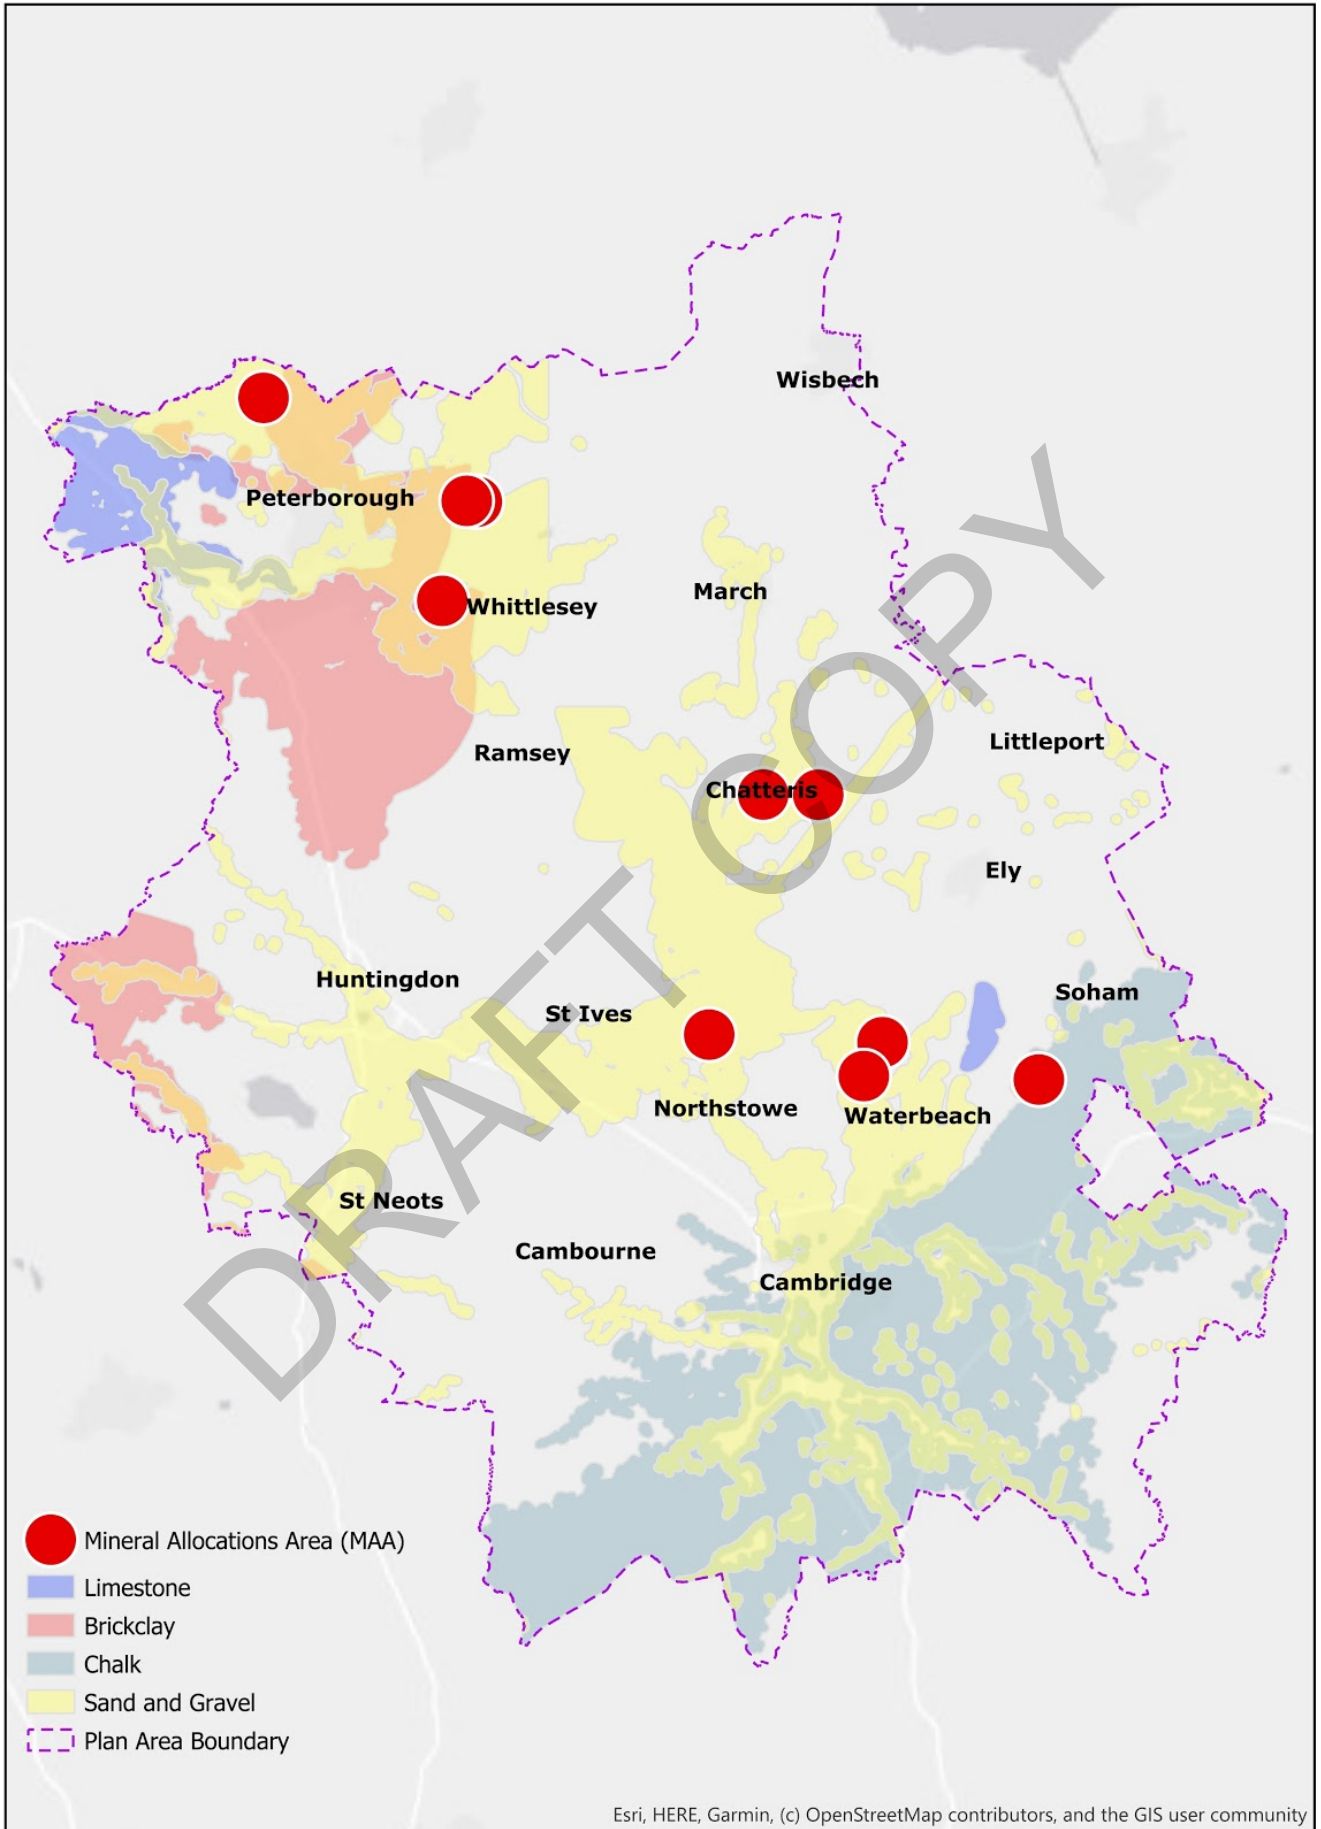 Wisbech
Peterborough
March
Whittlesey
Littleport
Ramsey
Chatteris
Ely
Huntingdon
Soham
St Ives
Northstowe
Waterbeach
St Neots
Cambourne
Cambridge
DRAFT COPY
Mineral Allocations Area (MAA)
Limestone
Brickclay
Chalk
Sand and Gravel
Plan Area Boundary
Esri, HERE, Garmin, (c) OpenStreetMap contributors, and the GIS user community